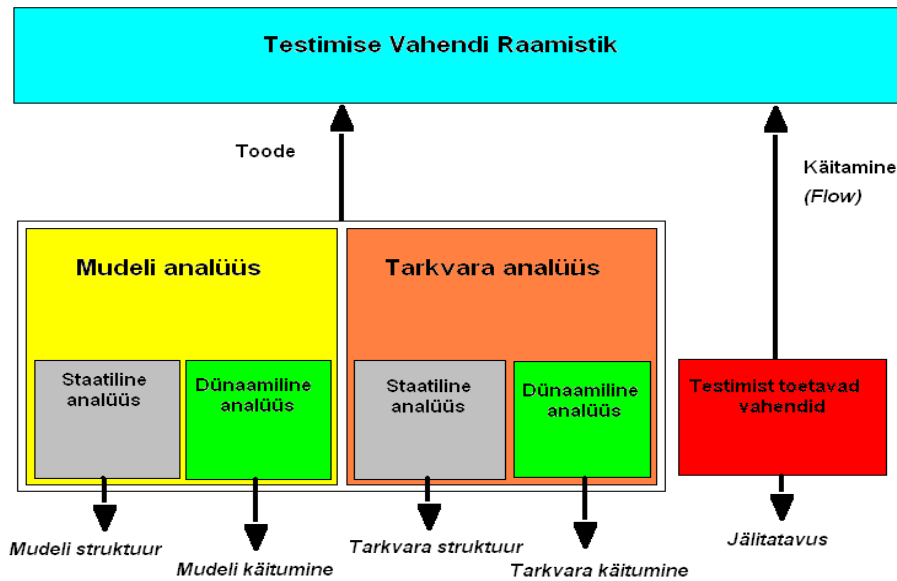 Testimise Vahendi Raamistik
Toode
Käitamine
(Flow)
Mudeli analüüs
Tarkvara analüüs
Staatiline
analüüs
Dünaamiline
analüüs
Staatiline
analüüs
Dünaamiline
analüüs
Testimist toetavad
vahendid
Mudeli struktuur
Mudeli käitumine
Tarkvara struktuur
Tarkvara käitumine
Jälitatavus